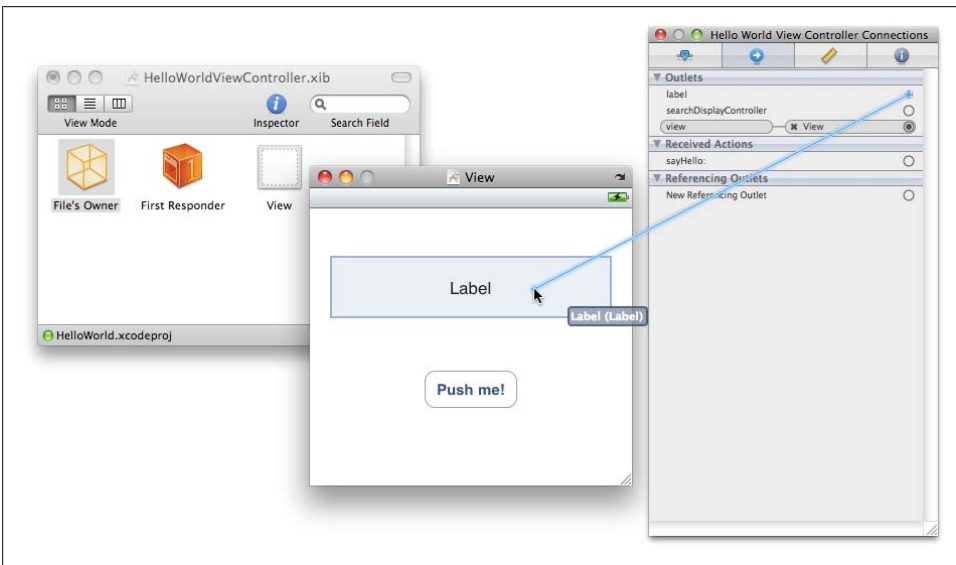 HelloWorldViewController.xib
View Mode
Inspector
Search Field
File's Owner
First Responder
View
HelloWorld.xcodeproj
View
Label
Label (Label)
Push me!
Hello World View Controller Connections
Outlets
label
searchDisplayController
view
View
Received Actions
sayHello:
Referencing Outlets
New Referencing Outlet